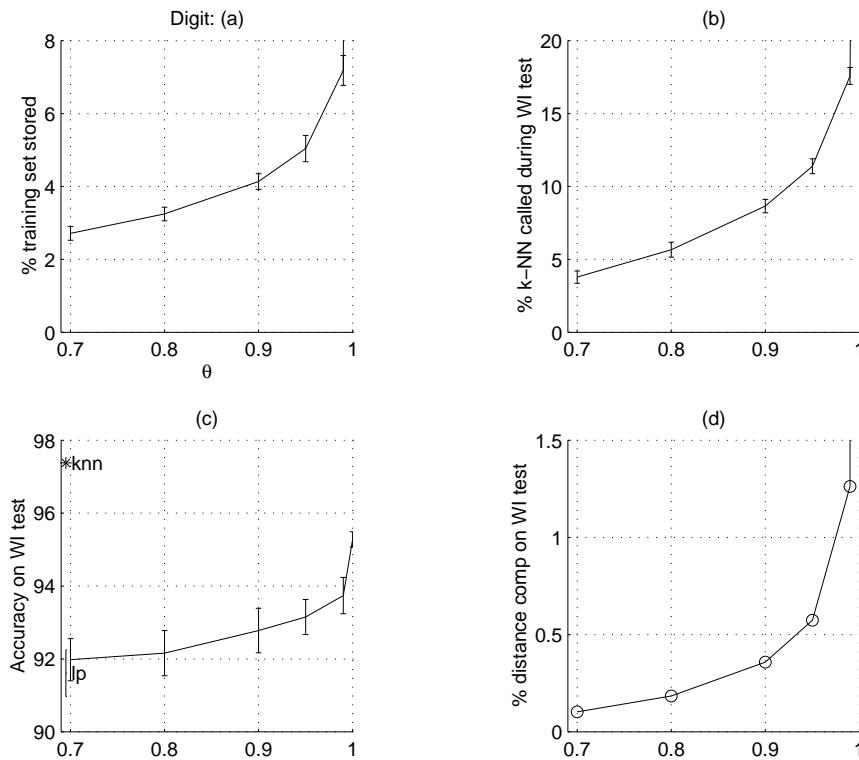 Digit: (a)
8
6
4
2
0
% training set stored
0.7 0.8 0.9 1
θ
(b)
20
15
10
5
0
% k−NN called during WI test
0.7 0.8 0.9 1
(c)
98
96
94
92
90
Accuracy on WI test
knn
lp
0.7 0.8 0.9 1
(d)
1.5
1
0.5
0
% distance comp on WI test
0.7 0.8 0.9 1